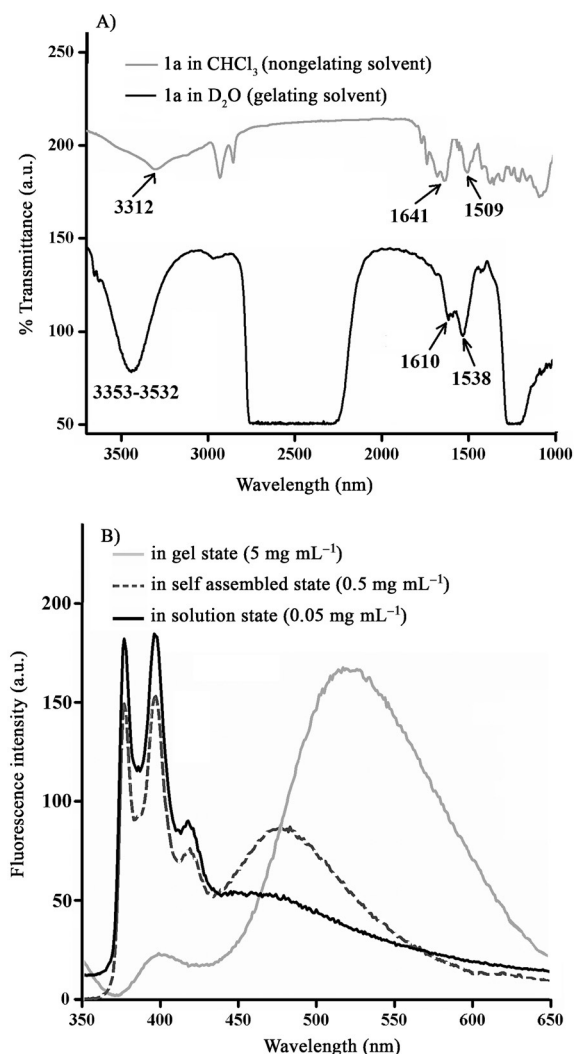 A)
1a in CHCl₃ (nongelating solvent)
1a in D₂O (gelating solvent)
% Transmittance (a.u.)
250
200
150
100
50
3312
1641
1509
3353-3532
1610
1538
3500 3000 2500 2000 1500 1000
Wavelength (nm)
B)
in gel state (5 mg mL⁻¹)
in self assembled state (0.5 mg mL⁻¹)
in solution state (0.05 mg mL⁻¹)
Fluorescence intensity (a.u.)
200
150
100
50
0
350 400 450 500 550 600 650
Wavelength (nm)